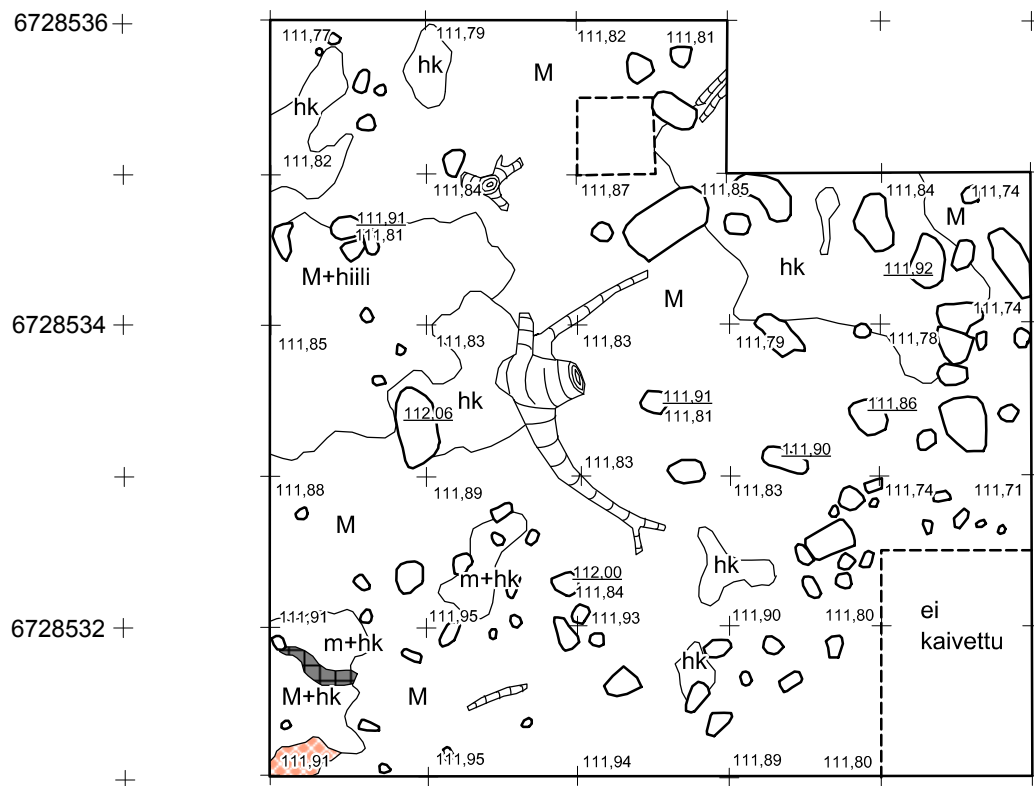 6728536
111,77
111,79
111,82
111,81
hk
M
hk
111,82
111,84
111,87
111,85
111,84
111,74
M
111,91
111,81
M+hiili
hk
111,92
M
111,74
6728534
111,85
111,83
111,83
111,79
111,78
hk
112,06
111,91
111,81
111,86
111,90
111,83
111,88
111,89
111,83
111,74
111,71
M
hk
m+hk
112,00
111,84
111,91
111,95
111,93
111,90
111,80
ei
kaivettu
6728532
m+hk
hk
M+hk
M
111,91
111,95
111,94
111,89
111,80